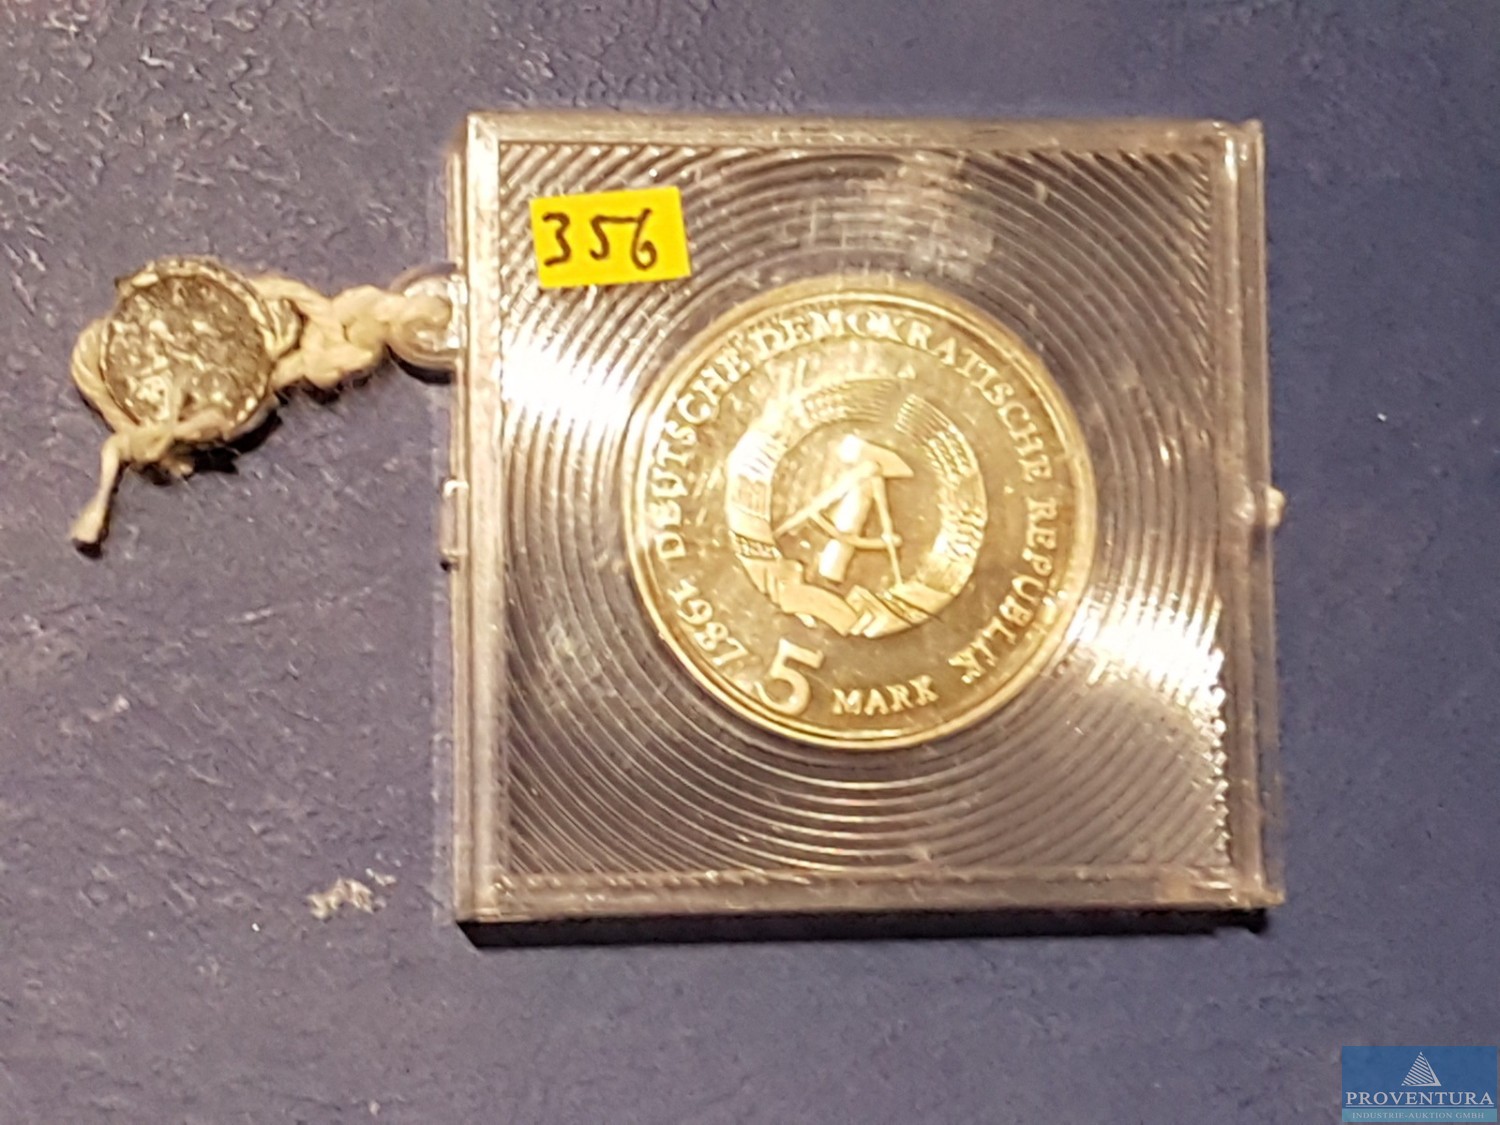 356
DEUTSCHE DEMOKRATISCHE REPUBLIK
1987
5 MARK
PROVENTURA
INDUSTRIE-AUKTION GMBH